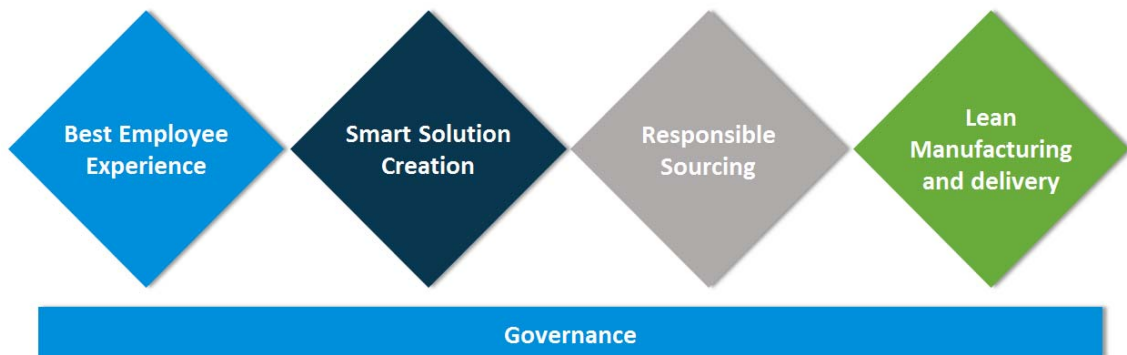 Best Employee
Experience
Smart Solution
Creation
Responsible
Sourcing
Lean
Manufacturing
and delivery
Governance